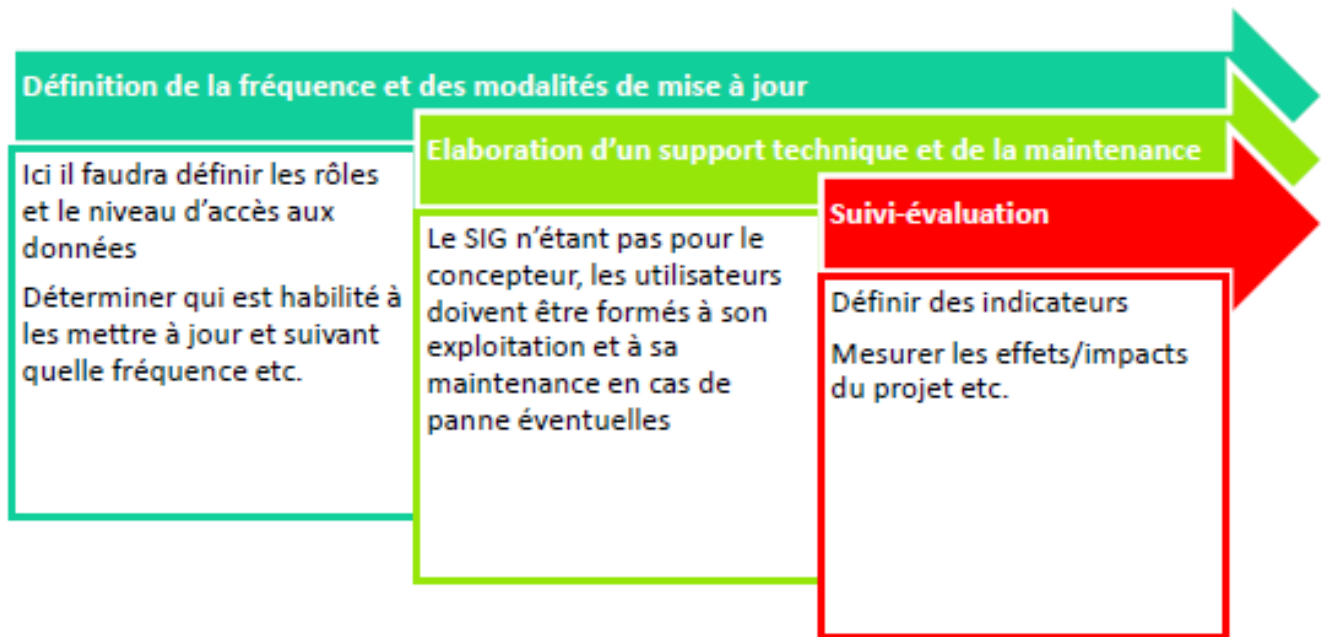 Définition de la fréquence et des modalités de mise à jour
Ici il faudra définir les rôles
et le niveau d’accès aux
données
Déterminer qui est habilité à
les mettre à jour et suivant
quelle fréquence etc.
Elaboration d’un support technique et de la maintenance
Le SIG n’étant pas pour le
concepteur, les utilisateurs
doivent être formés à son
exploitation et à sa
maintenance en cas de
panne éventuelles
Suivi-évaluation
Définir des indicateurs
Mesurer les effets/impacts
du projet etc.